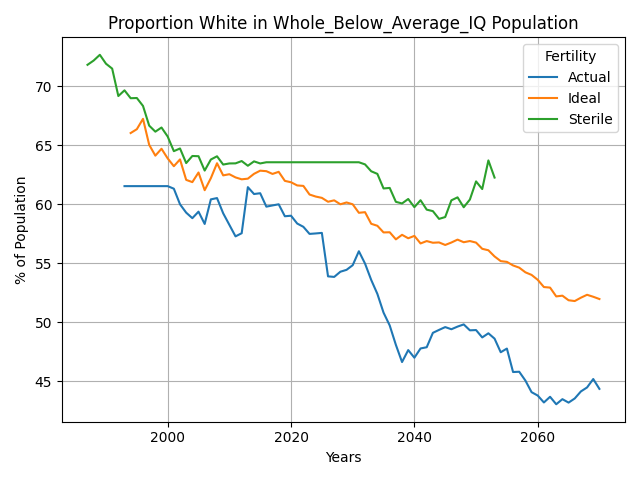 Proportion White in Whole_Below_Average_IQ Population
Fertility
Actual
Ideal
Sterile
% of Population
70
65
60
55
50
45
2000
2020
2040
2060
Years